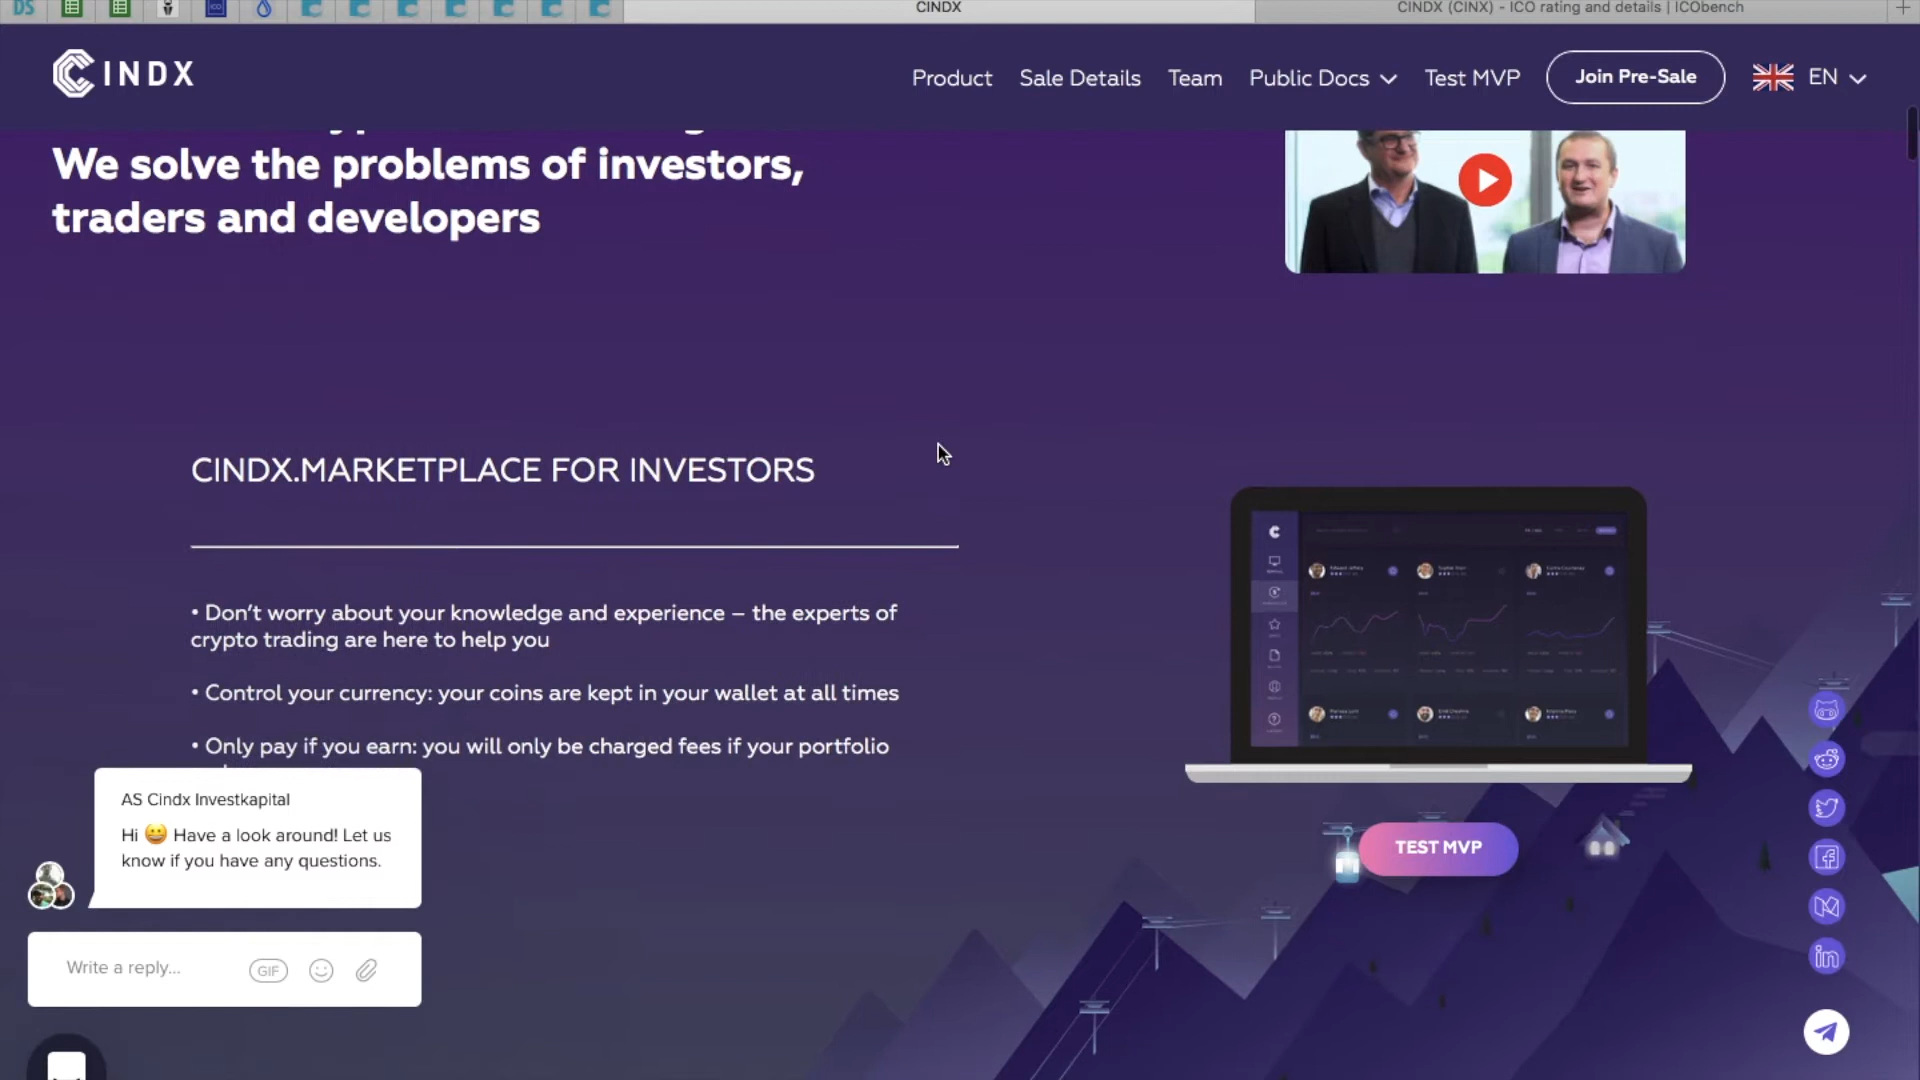 DS
CINDX
CINDX (CINX) - ICO rating and details | ICObench
CINDX
Product
Sale Details
Team
Public Docs
Test MVP
Join Pre-Sale
EN
We solve the problems of investors,
traders and developers
CINDX.MARKETPLACE FOR INVESTORS
• Don't worry about your knowledge and experience – the experts of
crypto trading are here to help you
• Control your currency: your coins are kept in your wallet at all times
• Only pay if you earn: you will only be charged fees if your portfolio
AS Cindx Investkapital
Hi 😀 Have a look around! Let us
know if you have any questions.
Write a reply...
GIF
TEST MVP